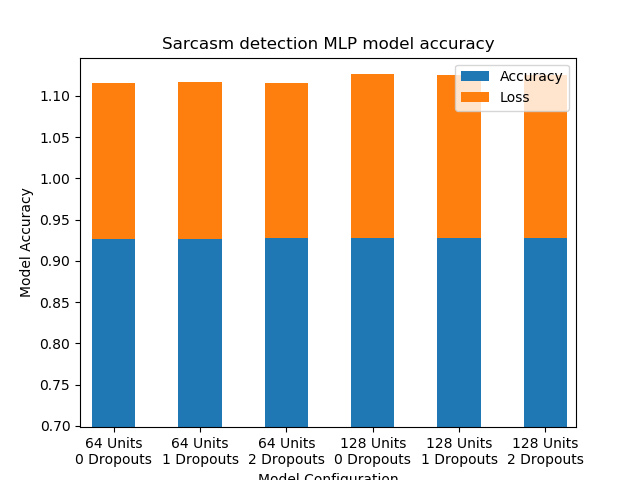 Sarcasm detection MLP model accuracy
Accuracy
Loss
Model Accuracy
1.10
1.05
1.00
0.95
0.90
0.85
0.80
0.75
0.70
64 Units
0 Dropouts
64 Units
1 Dropouts
64 Units
2 Dropouts
128 Units
0 Dropouts
128 Units
1 Dropouts
128 Units
2 Dropouts
Model Configuration